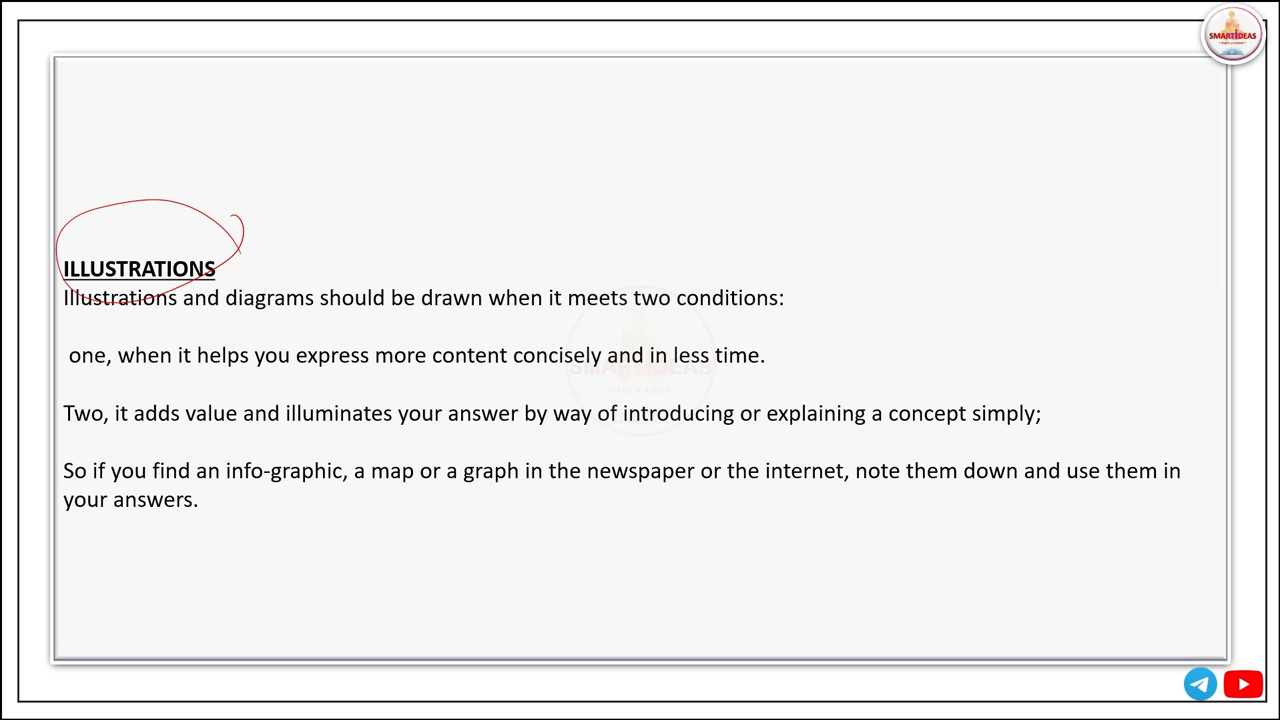 SMARTIDEAS
ILLUSTRATIONS
Illustrations and diagrams should be drawn when it meets two conditions:
one, when it helps you express more content concisely and in less time.
Two, it adds value and illuminates your answer by way of introducing or explaining a concept simply;
So if you find an info-graphic, a map or a graph in the newspaper or the internet, note them down and use them in
your answers.
SMARTIDEAS